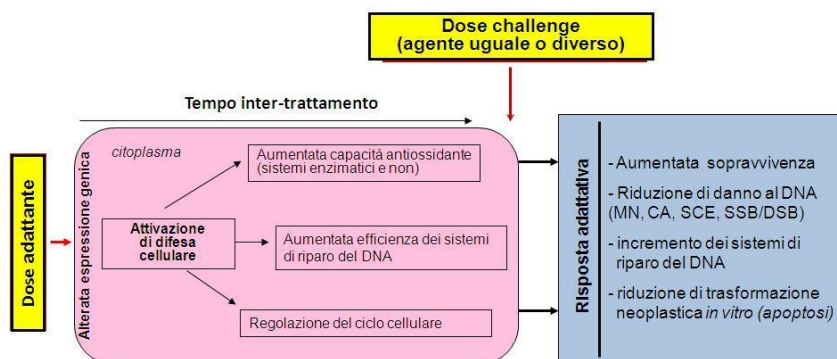 Dose challenge
(agente uguale o diverso)
Tempo inter-trattamento
Dose adattante
Alterata espressione genica
citoplasma
Attivazione
di difesa
cellulare
Aumentata capacità antiossidante
(sistemi enzimatici e non)
Aumentata efficienza dei sistemi
di riparo del DNA
Regolazione del ciclo cellulare
Risposta adattativa
- Aumentata sopravvivenza
- Riduzione di danno al DNA
(MN, CA, SCE, SSB/DSB)
- incremento dei sistemi di
riparo del DNA
- riduzione di trasformazione
neoplastica in vitro (apoptosi)